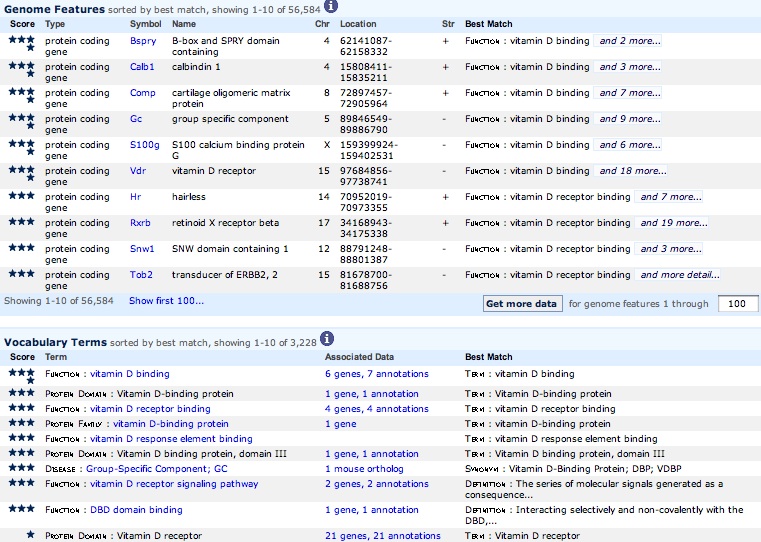 Genome Features sorted by best match, showing 1-10 of 56,584 i
Score Type Symbol Name Chr Location Str Best Match
★★★★ protein coding gene Bspry B-box and SPRY domain containing 4 62141087-62158332 + Function : vitamin D binding and 2 more...
★★★★ protein coding gene Calb1 calbindin 1 4 15808411-15835211 + Function : vitamin D binding and 3 more...
★★★★ protein coding gene Comp cartilage oligomeric matrix protein 8 72897457-72905964 + Function : vitamin D binding and 7 more...
★★★★ protein coding gene Gc group specific component 5 89846549-89886790 - Function : vitamin D binding and 9 more...
★★★★ protein coding gene S100g S100 calcium binding protein G X 159399924-159402531 - Function : vitamin D binding and 6 more...
★★★★ protein coding gene Vdr vitamin D receptor 15 97684856-97738741 - Function : vitamin D binding and 18 more...
★★★ protein coding gene Hr hairless 14 70952019-70973355 + Function : vitamin D receptor binding and 7 more...
★★★ protein coding gene Rxrb retinoid X receptor beta 17 34168943-34175338 + Function : vitamin D receptor binding and 19 more...
★★★ protein coding gene Snw1 SNW domain containing 1 12 88791248-88801387 - Function : vitamin D receptor binding and 3 more...
★★★ protein coding gene Tob2 transducer of ERBB2, 2 15 81678700-81688756 - Function : vitamin D receptor binding and more detail...
Showing 1-10 of 56,584 Show first 100... Get more data for genome features 1 through 100
Vocabulary Terms sorted by best match, showing 1-10 of 3,228 i
Score Term Associated Data Best Match
★★★★ Function : vitamin D binding 6 genes, 7 annotations Term : vitamin D binding
★★★ Protein Domain : Vitamin D-binding protein 1 gene, 1 annotation Term : Vitamin D-binding protein
★★★ Function : vitamin D receptor binding 4 genes, 4 annotations Term : vitamin D receptor binding
★★★ Protein Family : vitamin D-binding protein 1 gene Term : vitamin D-binding protein
★★★ Function : vitamin D response element binding Term : vitamin D response element binding
★★★ Protein Domain : Vitamin D binding protein, domain III 1 gene, 1 annotation Term : Vitamin D binding protein, domain III
★★★ Disease : Group-Specific Component; GC 1 mouse ortholog Synonym : Vitamin D-Binding Protein; DBP; VDBP
★★★ Function : vitamin D receptor signaling pathway 2 genes, 2 annotations Definition : The series of molecular signals generated as a consequence...
★★★ Function : DBD domain binding 1 gene, 1 annotation Definition : Interacting selectively and non-covalently with the DBD,...
★ Protein Domain : Vitamin D receptor 21 genes, 21 annotations Term : Vitamin D receptor